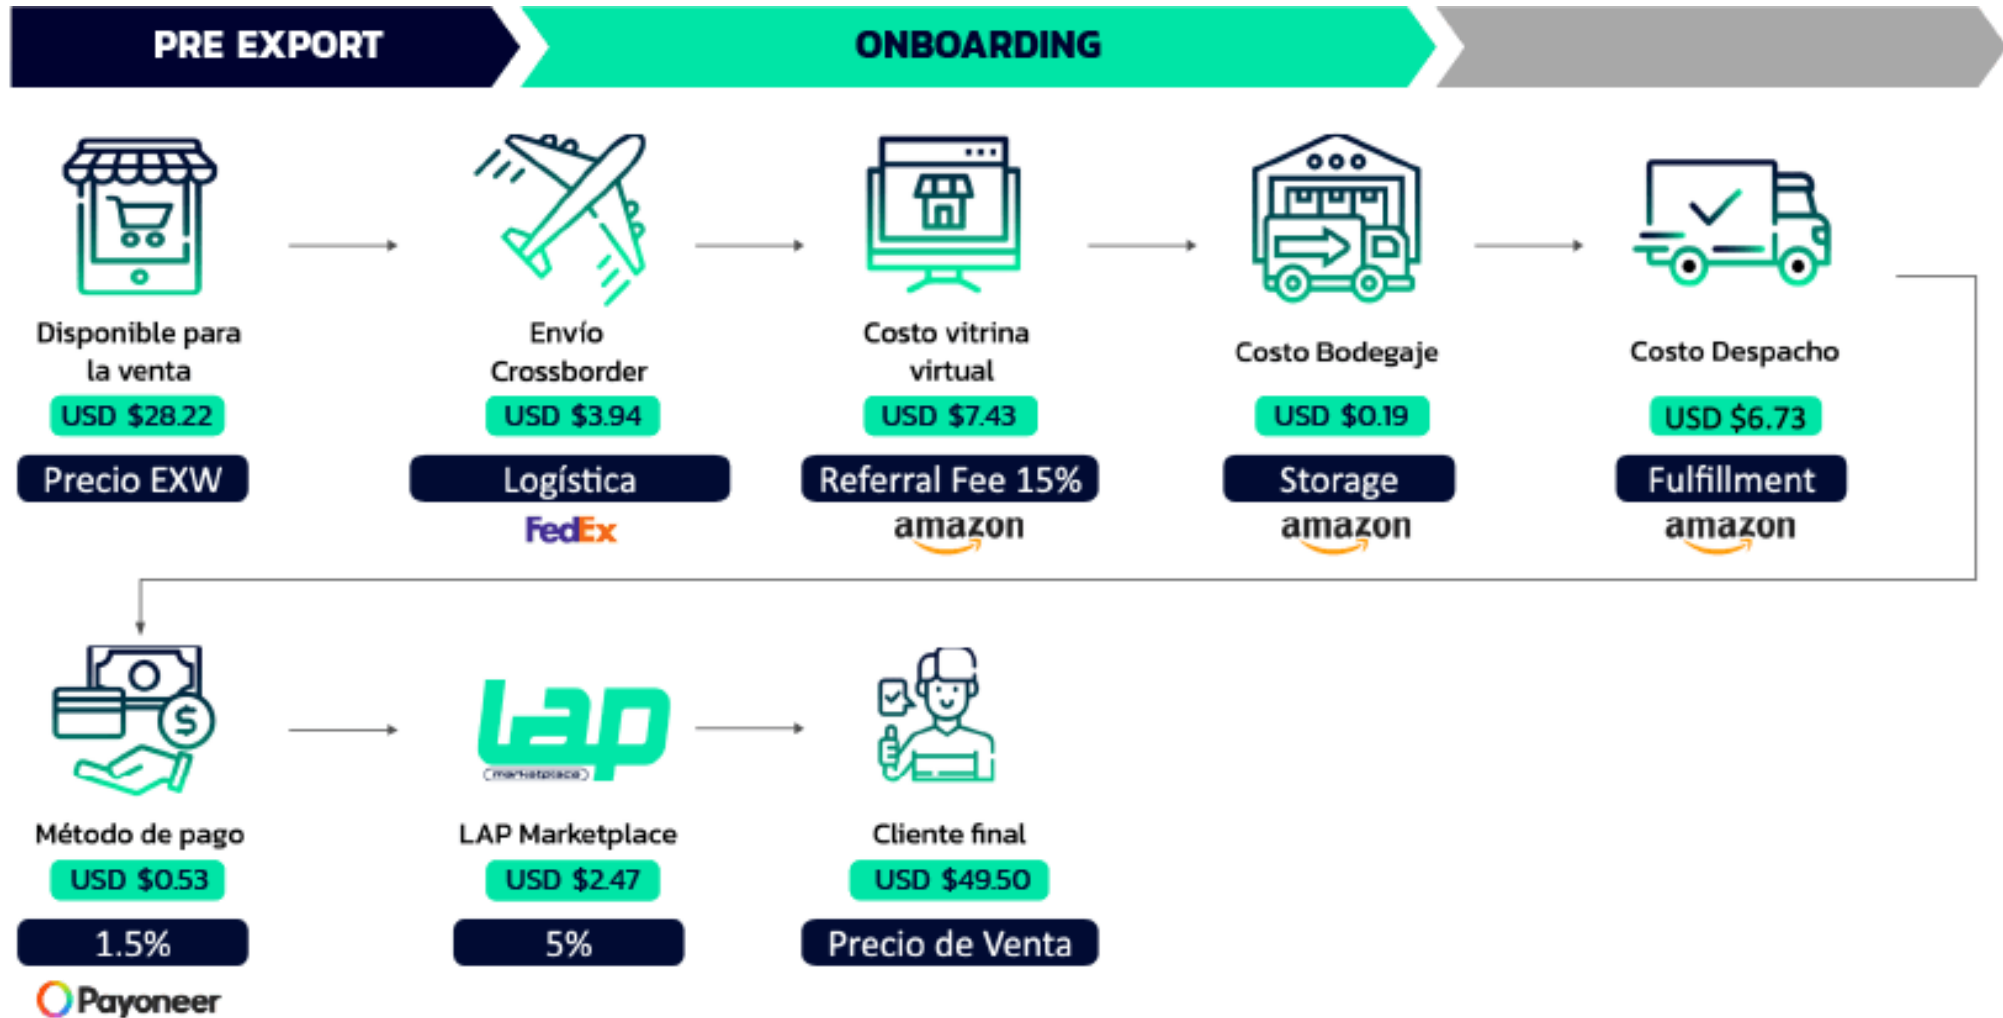 PRE EXPORT
ONBOARDING
Disponible para
la venta
USD $28.22
Precio EXW
Envío
Crossborder
USD $3.94
Logística
FedEx
Costo vitrina
virtual
USD $7.43
Referral Fee 15%
amazon
Costo Bodegaje
USD $0.19
Storage
amazon
Costo Despacho
USD $6.73
Fulfillment
amazon
Método de pago
USD $0.53
1.5%
Payoneer
Lap
marketplace
LAP Marketplace
USD $2.47
5%
Cliente final
USD $49.50
Precio de Venta